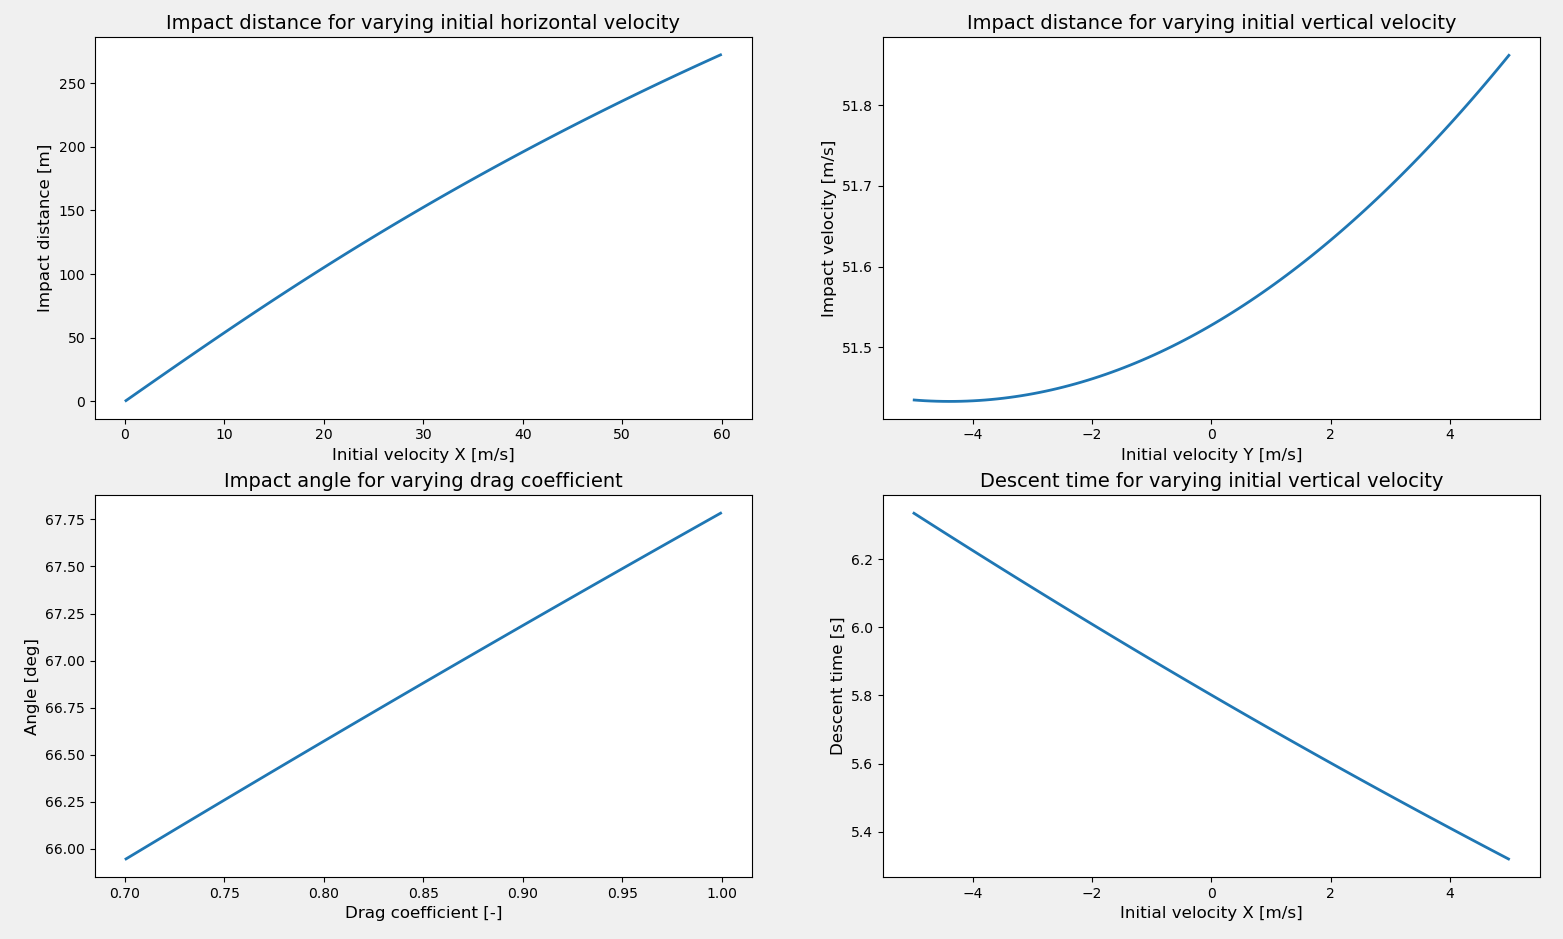 Impact distance for varying initial horizontal velocity
Impact distance [m]
250
200
150
100
50
0
0 10 20 30 40 50 60
Initial velocity X [m/s]
Impact distance for varying initial vertical velocity
Impact velocity [m/s]
51.8
51.7
51.6
51.5
−4 −2 0 2 4
Initial velocity Y [m/s]
Impact angle for varying drag coefficient
Angle [deg]
67.75
67.50
67.25
67.00
66.75
66.50
66.25
66.00
0.70 0.75 0.80 0.85 0.90 0.95 1.00
Drag coefficient [-]
Descent time for varying initial vertical velocity
Descent time [s]
6.2
6.0
5.8
5.6
5.4
−4 −2 0 2 4
Initial velocity X [m/s]